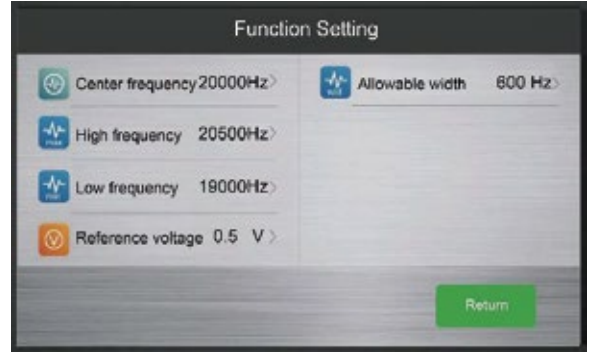 Function Setting
Center frequency 20000Hz
Allowable width 600 Hz
High frequency 20500Hz
Low frequency 19000Hz
Reference voltage 0.5 V
Return